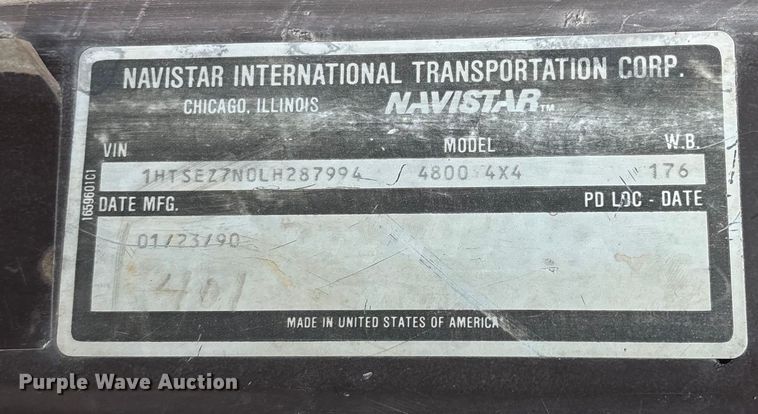 NAVISTAR INTERNATIONAL TRANSPORTATION CORP.
CHICAGO, ILLINOIS NAVISTAR™
VIN MODEL W.B.
1HTSEZ7N0LH287994 4800 4X4 176
DATE MFG. PD LOC - DATE
01/23/90
401
MADE IN UNITED STATES OF AMERICA
1659601C1
Purple Wave Auction